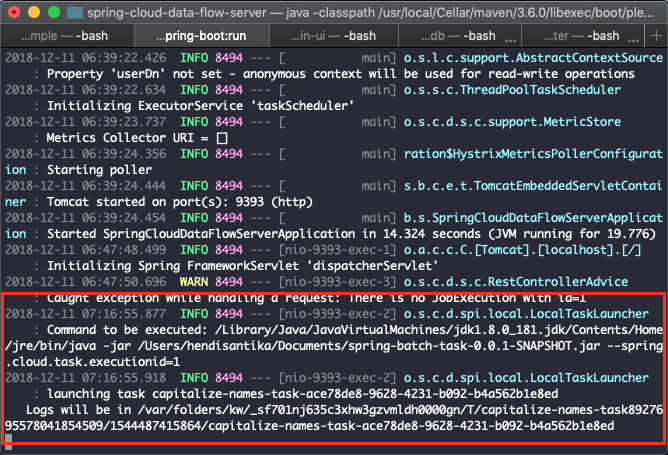 spring-cloud-data-flow-server — java -classpath /usr/local/Cellar/maven/3.6.0/libexec/boot/ple...
...mple — -bash ...pring-boot:run ...in-ui — -bash ...db — -bash ... ...ter — -bash ... +
2018-12-11 06:39:22.426 INFO 8494 --- [ main] o.s.l.c.support.AbstractContextSource
: Property 'userDn' not set - anonymous context will be used for read-write operations
2018-12-11 06:39:22.634 INFO 8494 --- [ main] o.s.s.c.ThreadPoolTaskScheduler
: Initializing ExecutorService 'taskScheduler'
2018-12-11 06:39:23.737 INFO 8494 --- [ main] o.s.c.d.s.c.support.MetricStore
: Metrics Collector URI = []
2018-12-11 06:39:24.356 INFO 8494 --- [ main] ration$HystrixMetricsPollerConfigurat
ion : Starting poller
2018-12-11 06:39:24.444 INFO 8494 --- [ main] s.b.c.e.t.TomcatEmbeddedServletContai
ner : Tomcat started on port(s): 9393 (http)
2018-12-11 06:39:24.454 INFO 8494 --- [ main] b.s.SpringCloudDataFlowServerApplicat
ion : Started SpringCloudDataFlowServerApplication in 14.324 seconds (JVM running for 19.776)
2018-12-11 06:47:48.499 INFO 8494 --- [nio-9393-exec-1] o.a.c.c.C.[Tomcat].[localhost].[/]
: Initializing Spring FrameworkServlet 'dispatcherServlet'
2018-12-11 06:47:50.696 WARN 8494 --- [nio-9393-exec-3] o.s.c.d.s.c.RestControllerAdvice
: Caught exception while handling a request: There is no JobExecution with id=1
2018-12-11 07:16:55.877 INFO 8494 --- [nio-9393-exec-2] o.s.c.d.spi.local.LocalTaskLauncher
: Command to be executed: /Library/Java/JavaVirtualMachines/jdk1.8.0_181.jdk/Contents/Home
/jre/bin/java -jar /Users/hendisantika/Documents/spring-batch-task-0.0.1-SNAPSHOT.jar --spring
.cloud.task.executionid=1
2018-12-11 07:16:55.918 INFO 8494 --- [nio-9393-exec-2] o.s.c.d.spi.local.LocalTaskLauncher
: launching task capitalize-names-task-ace78de8-9628-4231-b092-b4a562b1e8ed
Logs will be in /var/folders/kw/_sf701nj635c3xhw3gzvmldh0000gn/T/capitalize-names-task89276
95578041854509/1544487415864/capitalize-names-task-ace78de8-9628-4231-b092-b4a562b1e8ed